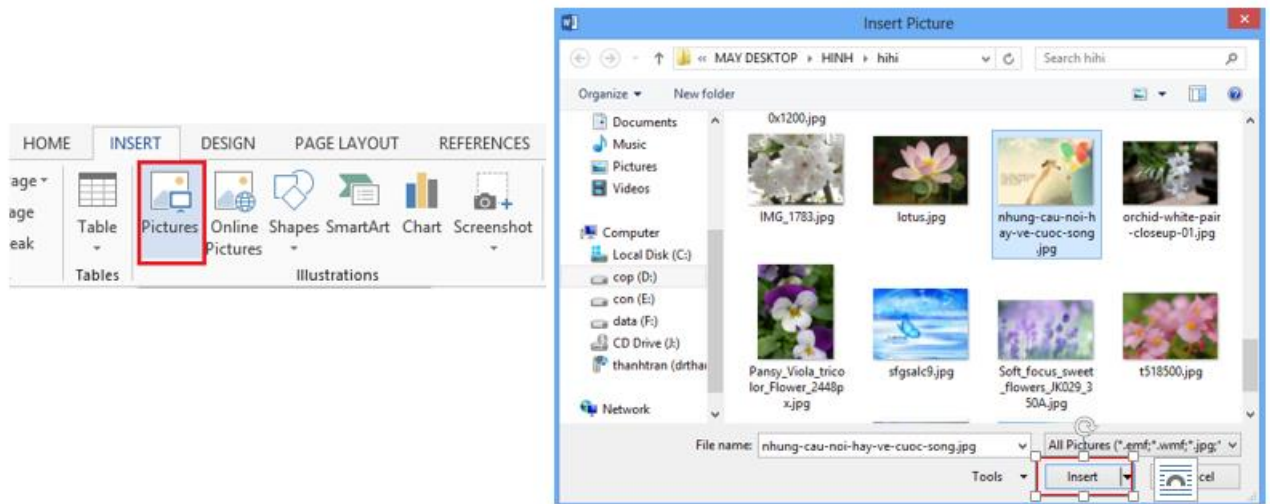 HOME INSERT DESIGN PAGE LAYOUT REFERENCES
age
age
eak
Table
Pictures
Online
Pictures
Shapes
SmartArt
Chart
Screenshot
Tables
Illustrations
Insert Picture
« MAY DESKTOP HINH hihi
Search hihi
Organize
New folder
Documents
Music
Pictures
Videos
Computer
Local Disk (C:)
cop (D:)
con (E:)
data (F:)
CD Drive (J:)
thanhtran (drthan
Network
0x1200.jpg
IMG_1783.jpg
lotus.jpg
nhung-cau-noi-h
ay-ve-cuoc-song
.jpg
orchid-white-pair
-closeup-01.jpg
Pansy_Viola_trico
lor_Flower_2448p
x.jpg
sfgsalc9.jpg
Soft_focus_sweet
_flowers_JK029_3
50A.jpg
t518500.jpg
File name: nhung-cau-noi-hay-ve-cuoc-song.jpg
All Pictures (*.emf;*.wmf;*.jpg;*
Tools
Insert
cel